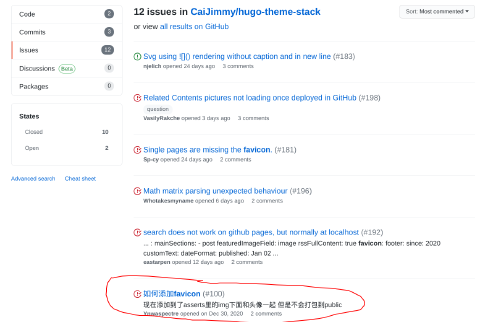 Code 2
Commits 3
Issues 12
Discussions Beta 0
Packages 0
States
Closed 10
Open 2
Advanced search Cheat sheet
12 issues in CaiJimmy/hugo-theme-stack
Sort: Most commented
or view all results on GitHub
Svg using ![]() rendering without caption and in new line (#183)
njelich opened 24 days ago 3 comments
Related Contents pictures not loading once deployed in GitHub (#198)
question
VasilyRakche opened 3 days ago 3 comments
Single pages are missing the favicon. (#181)
Sp-cy opened 24 days ago 2 comments
Math matrix parsing unexpected behaviour (#196)
Whotakesmyname opened 6 days ago 2 comments
search does not work on github pages, but normally at localhost (#192)
... : mainSections: - post featuredImageField: image rssFullContent: true favicon: footer: since: 2020
customText: dateFormat: published: Jan 02 ...
eastarpen opened 12 days ago 2 comments
如何添加favicon (#100)
现在添加到了asserts里的img下面和头像一起 但是不会打包到public
opened on Dec 30, 2020 2 comments